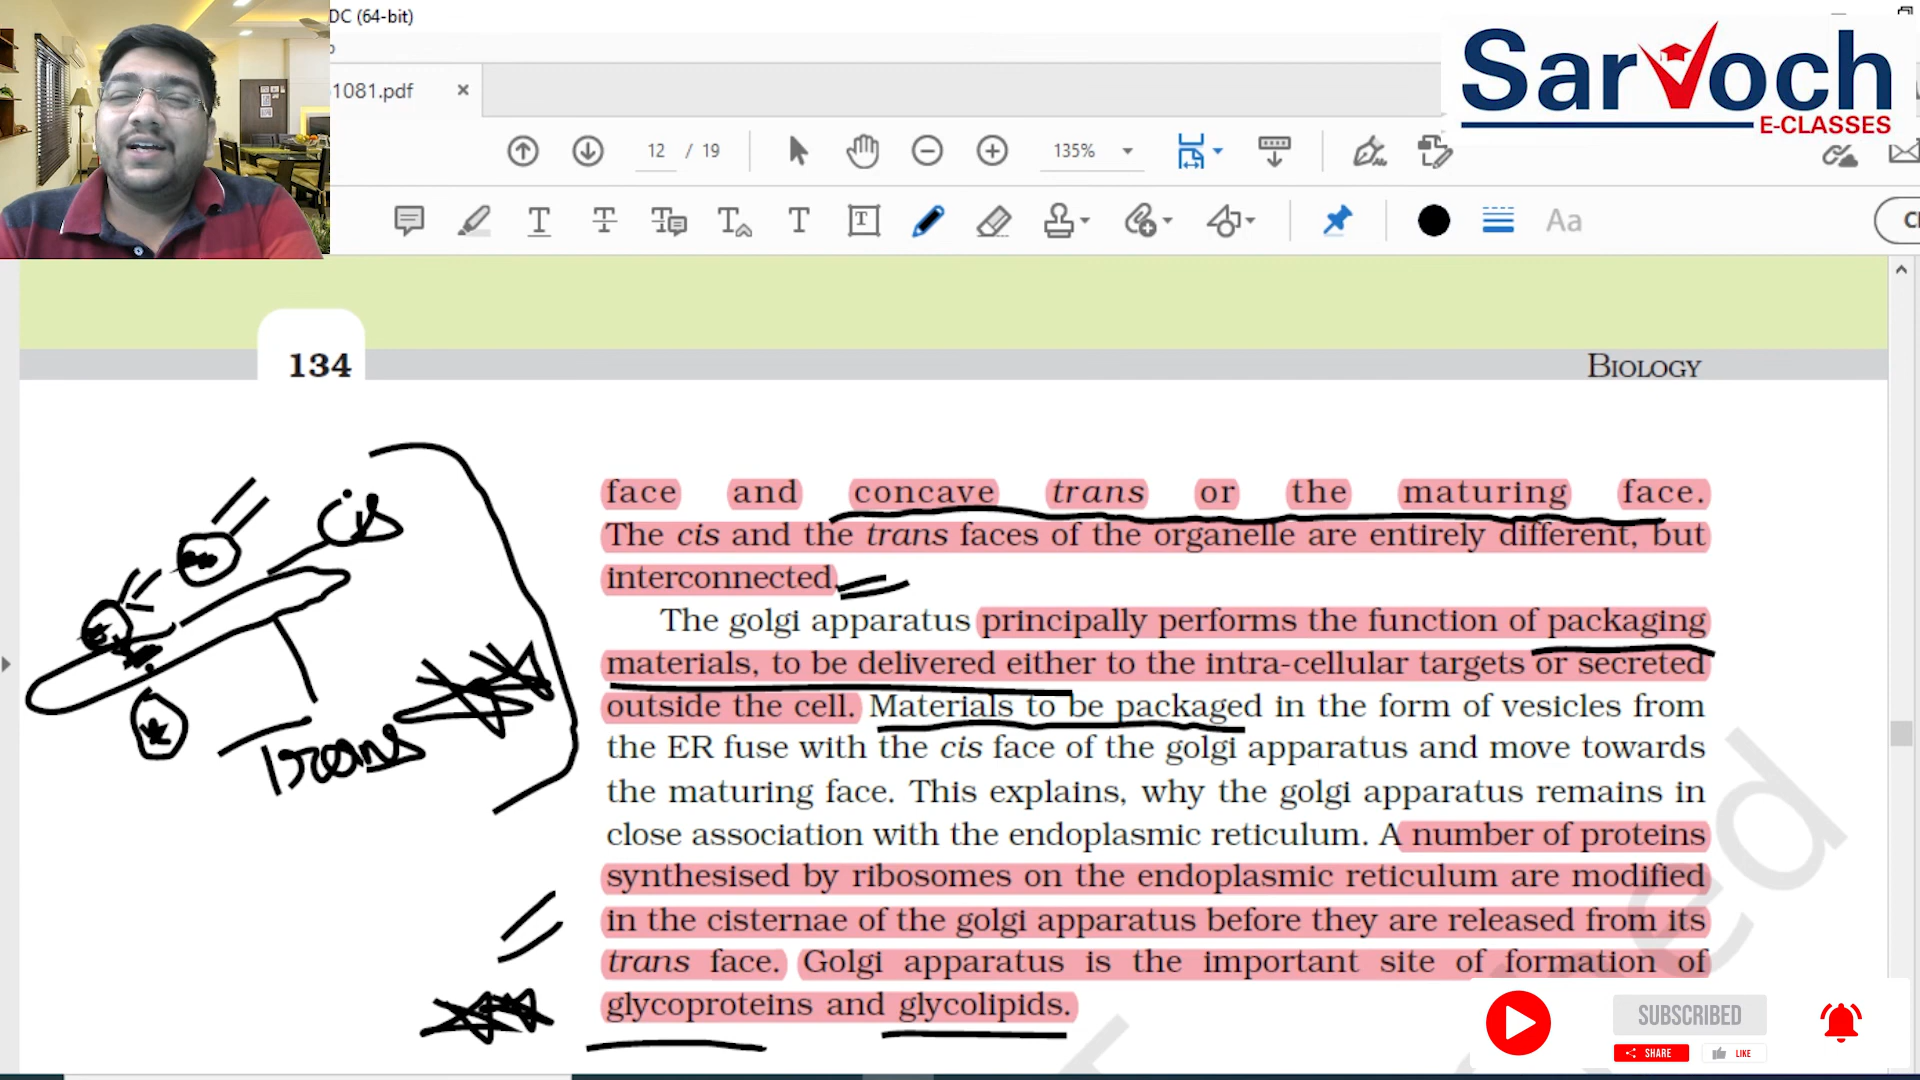 DC (64-bit)
Sarvoch
E-CLASSES
1081.pdf
12 / 19
135%
Aa
134
BIOLOGY
face and concave trans or the maturing face.
The cis and the trans faces of the organelle are entirely different, but
interconnected.
The golgi apparatus principally performs the function of packaging
materials, to be delivered either to the intra-cellular targets or secreted
outside the cell. Materials to be packaged in the form of vesicles from
the ER fuse with the cis face of the golgi apparatus and move towards
the maturing face. This explains, why the golgi apparatus remains in
close association with the endoplasmic reticulum. A number of proteins
synthesised by ribosomes on the endoplasmic reticulum are modified
in the cisternae of the golgi apparatus before they are released from its
trans face. Golgi apparatus is the important site of formation of
glycoproteins and glycolipids.
cis
trans
SUBSCRIBED
SHARE
LIKE